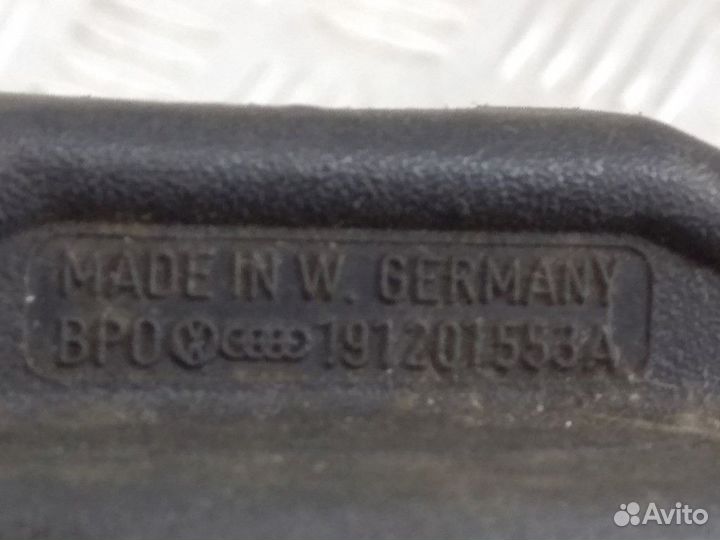 MADE IN W. GERMANY
BPO 191201553A
Avito